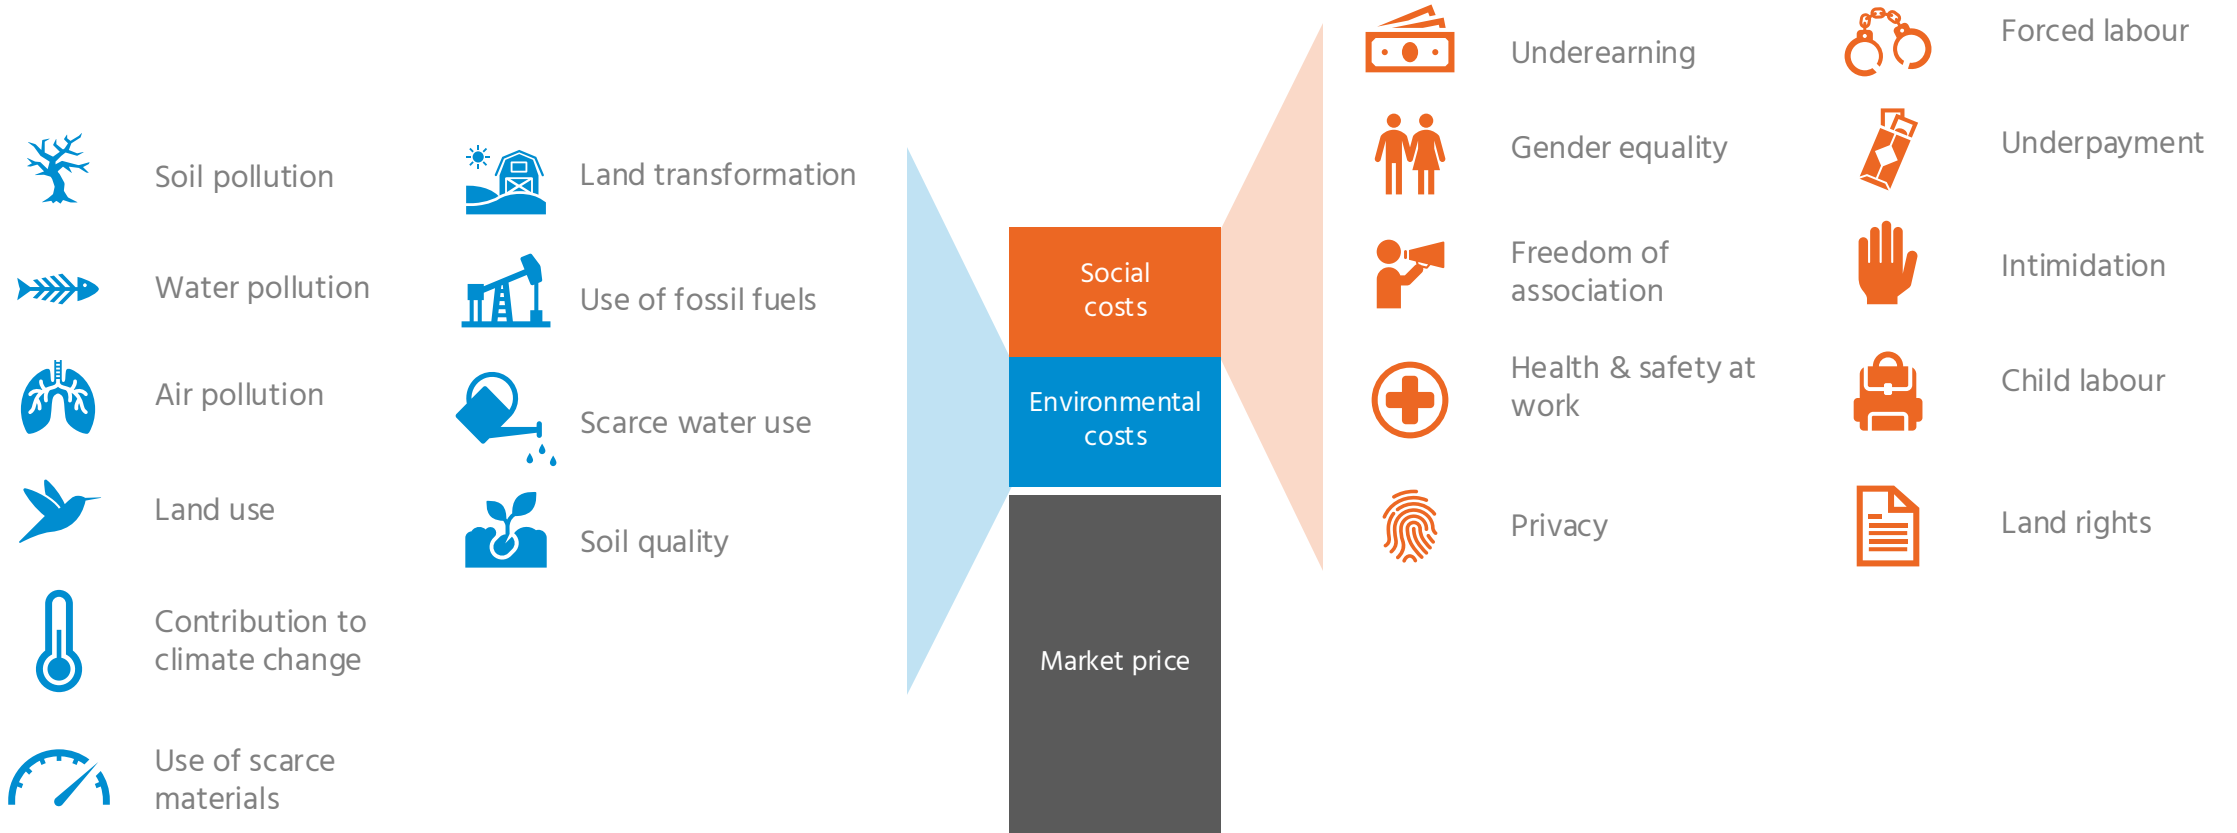 Soil pollution
Water pollution
Air pollution
Land use
Contribution to
climate change
Use of scarce
materials
Land transformation
Use of fossil fuels
Scarce water use
Soil quality
Social
costs
Environmental
costs
Market price
Underearning
Gender equality
Freedom of
association
Health & safety at
work
Privacy
Forced labour
Underpayment
Intimidation
Child labour
Land rights